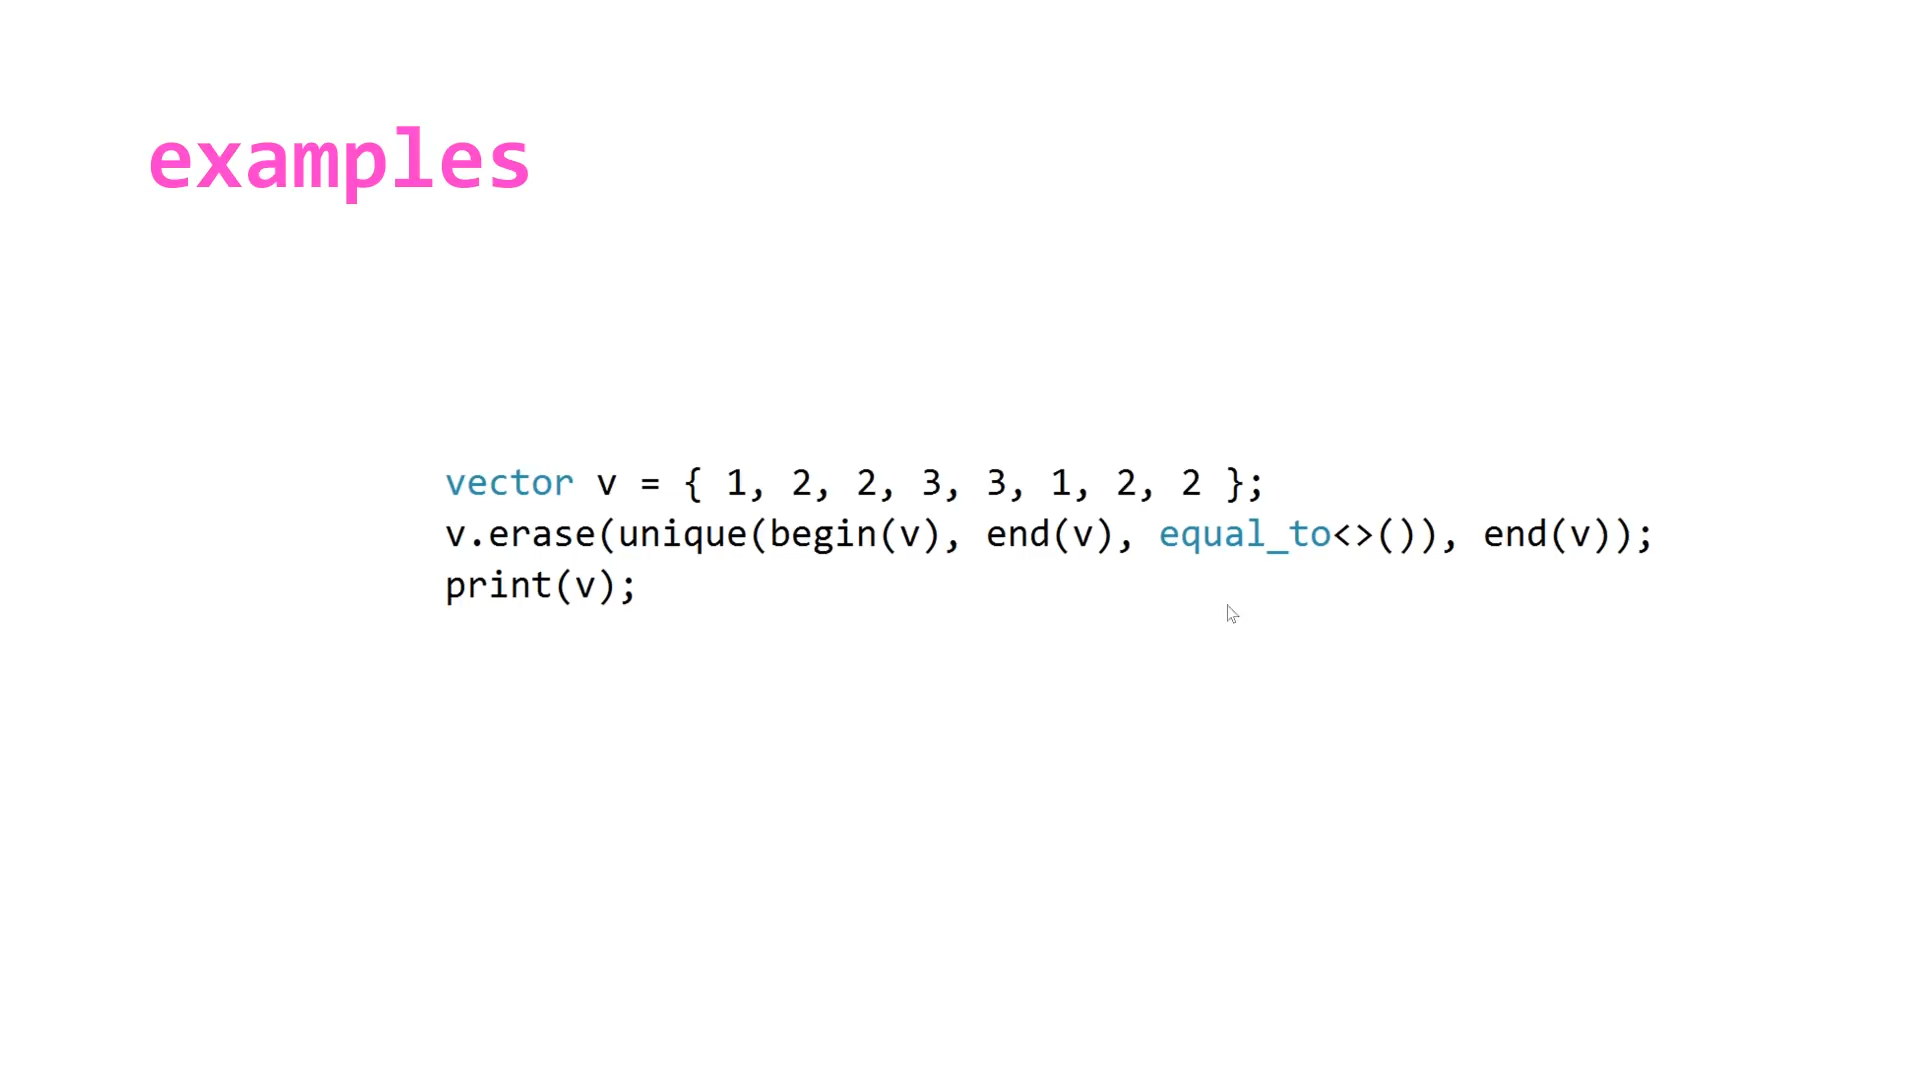 examples
vector v = { 1, 2, 2, 3, 3, 1, 2, 2 };
v.erase(unique(begin(v), end(v), equal_to<>()), end(v));
print(v);